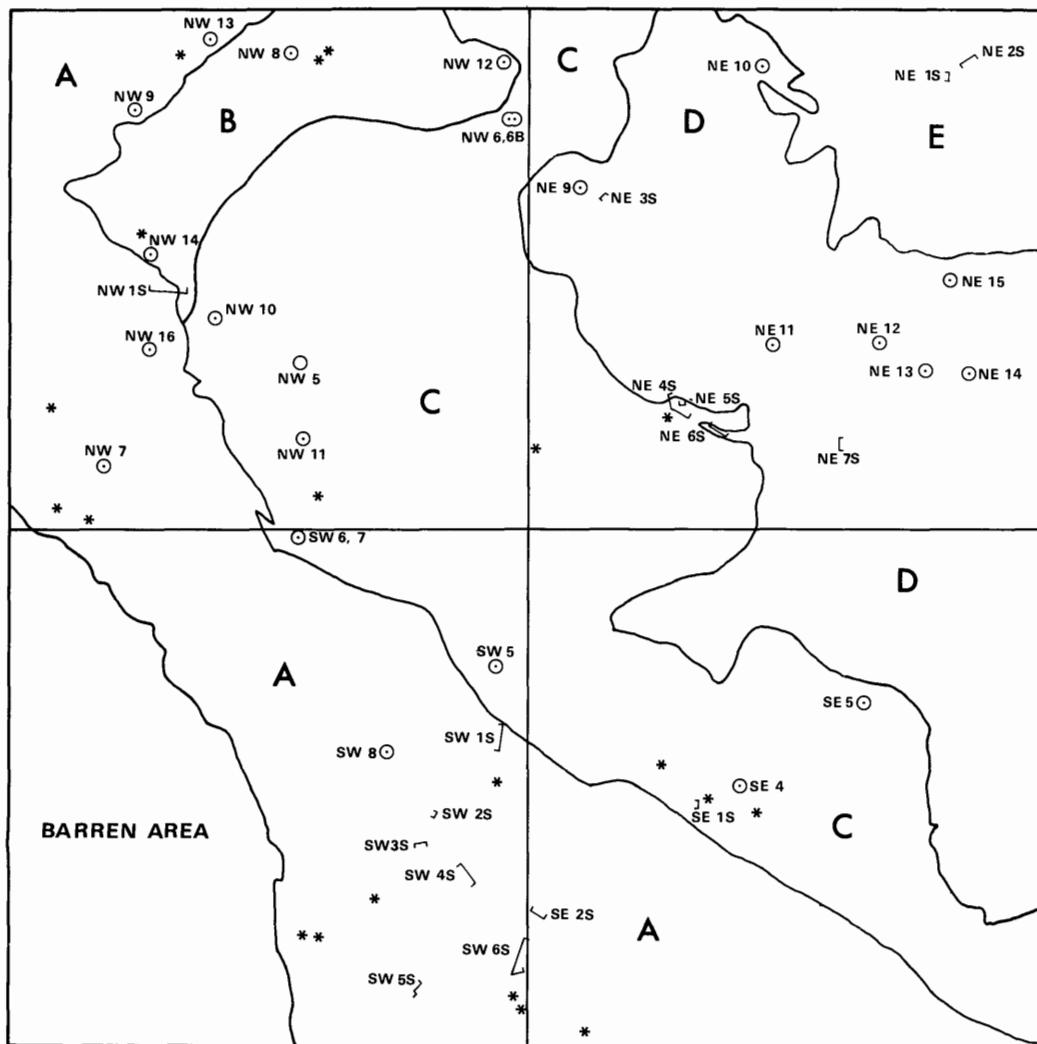 NW 13
A
*
NW 8
* *
NW 12
C
NE 10
NE 2S
NE 1S
NW 9
B
D
E
NW 6,6B
NE 9
NE 3S
*
NW 14
NW 1S
NE 15
NW 10
NW 16
NE 11
NE 12
NW 5
NE 13
NE 14
NE 4S
NE 5S
C
*
*
NE 6S
NW 11
*
NE 7S
NW 7
*
*
*
SW 6, 7
D
SW 5
A
SE 5
SW 1S
SW 8
*
*
SE 4
*
*
SE 1S
SW 2S
C
BARREN AREA
SW3S
SW 4S
*
SE 2S
A
* *
SW 6S
SW 5S
*
*
*